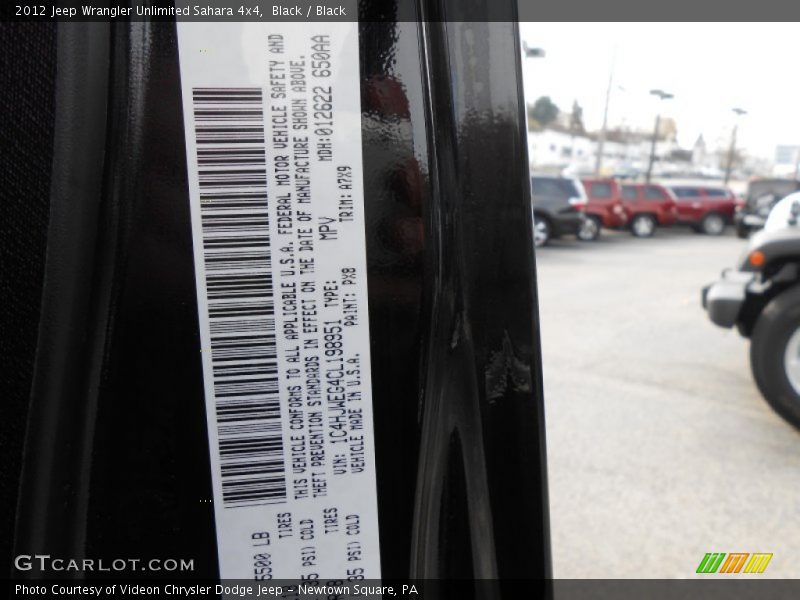 2012 Jeep Wrangler Unlimited Sahara 4x4, Black / Black
THIS VEHICLE CONFORMS TO ALL APPLICABLE U.S.A. FEDERAL MOTOR VEHICLE SAFETY AND
THEFT PREVENTION STANDARDS IN EFFECT ON THE DATE OF MANUFACTURE SHOWN ABOVE.
VIN: 1C4HJWEG4CL198951 TYPE: MPV MDH:012622 650AA
VEHICLE MADE IN U.S.A. PAINT: PX8 TRIM: A7X9
5500 LB
TIRES
PSI) COLD
TIRES
35 PSI) COLD
GTCARLOT.COM
Photo Courtesy of Videon Chrysler Dodge Jeep - Newtown Square, PA